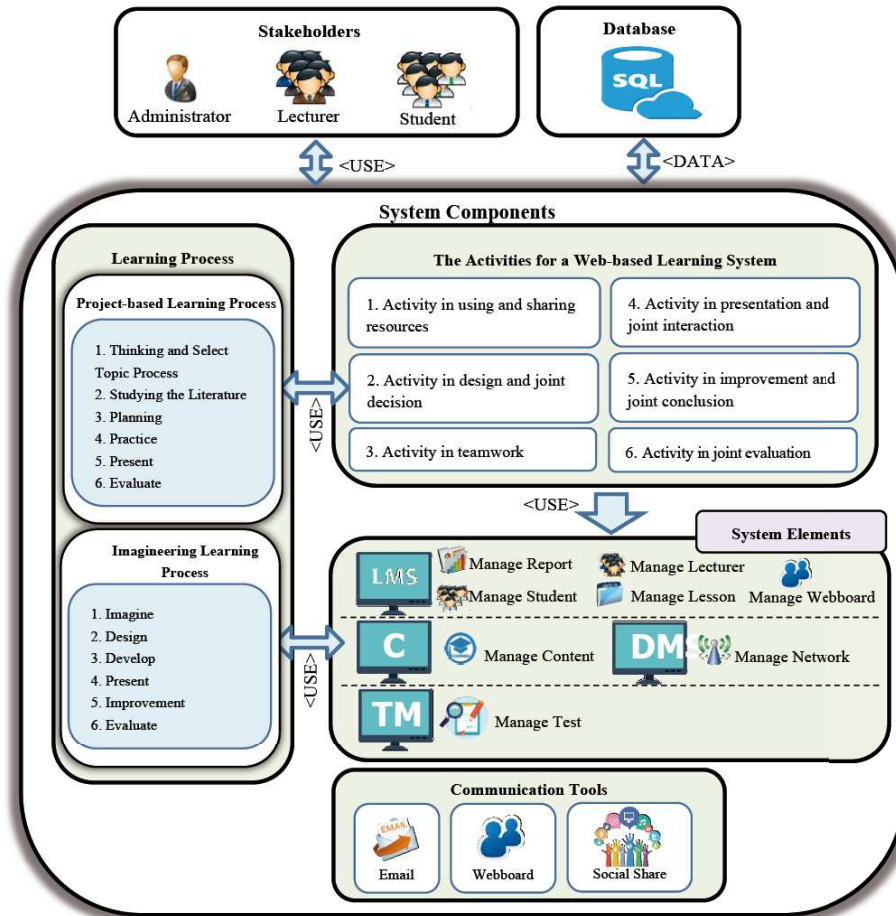 Stakeholders
Administrator
Lecturer
Student
Database
SQL
<USE>
<DATA>
System Components
Learning Process
Project-based Learning Process
1. Thinking and Select
Topic Process
2. Studying the Literature
3. Planning
4. Practice
5. Present
6. Evaluate
Imagineering Learning
Process
1. Imagine
2. Design
3. Develop
4. Present
5. Improvement
6. Evaluate
<USE>
<USE>
The Activities for a Web-based Learning System
1. Activity in using and sharing
resources
2. Activity in design and joint
decision
3. Activity in teamwork
4. Activity in presentation and
joint interaction
5. Activity in improvement and
joint conclusion
6. Activity in joint evaluation
<USE>
System Elements
LMS
Manage Report
Manage Lecturer
Manage Student
Manage Lesson
Manage Webboard
C
Manage Content
DMS
Manage Network
TM
Manage Test
Communication Tools
EMAIL
Email
Webboard
Social Share